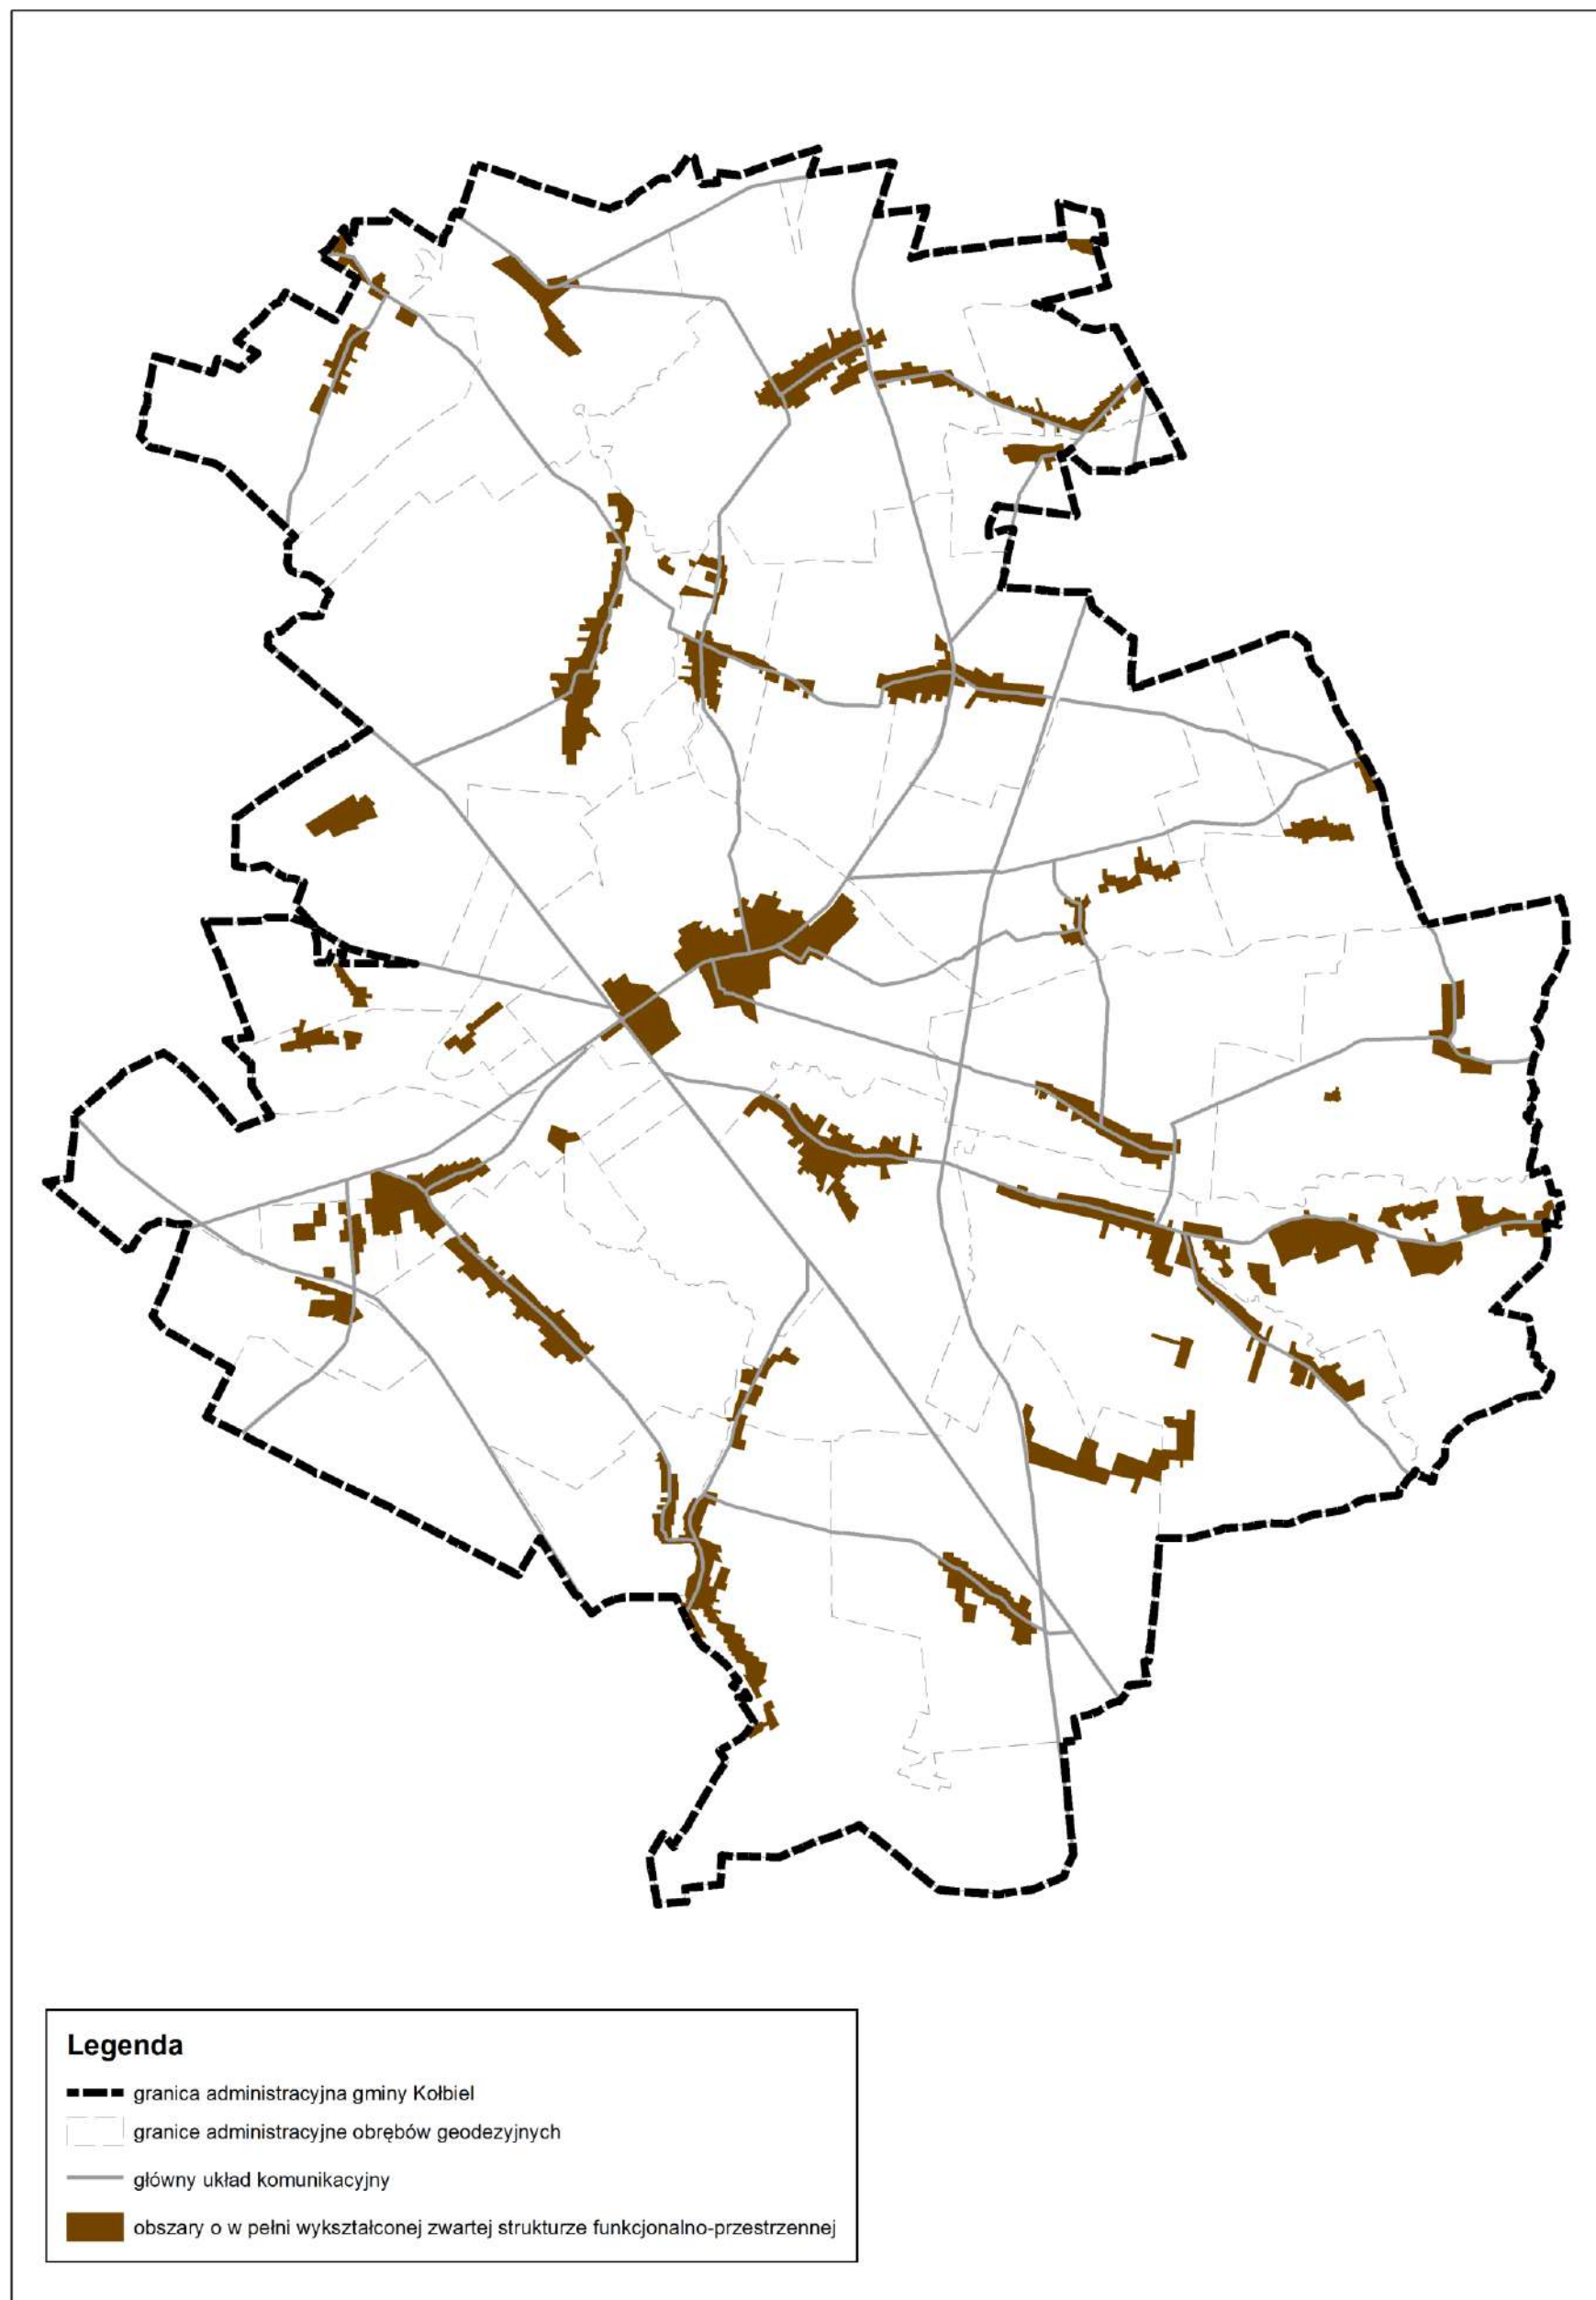 Legenda
granica administracyjna gminy Kołbiel
granice administracyjne obrębów geodezyjnych
główny układ komunikacyjny
obszary o w pełni wykształconej zwartej strukturze funkcjonalno-przestrzennej